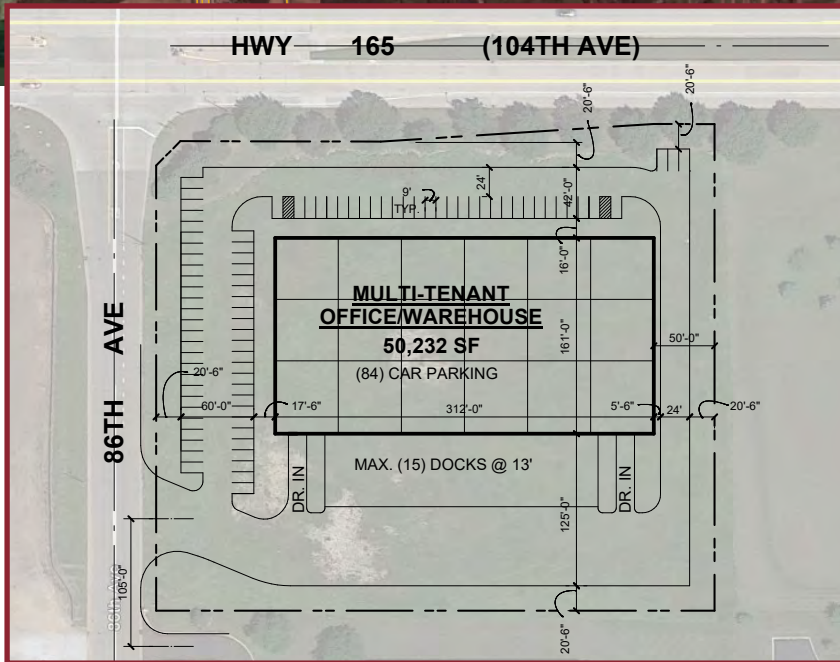 HWY 165 (104TH AVE)
20'-6"
20'-6"
24'
42'-0"
9'
TYP.
16'-0"
86TH AVE
MULTI-TENANT
OFFICE/WAREHOUSE
50,232 SF
(84) CAR PARKING
161'-0"
50'-0"
20'-6"
60'-0"
17'-6"
312'-0"
5'-6"
24'
20'-6"
DR. IN
MAX. (15) DOCKS @ 13'
DR. IN
125'-0"
105'-0"
86th Ave
20'-6"